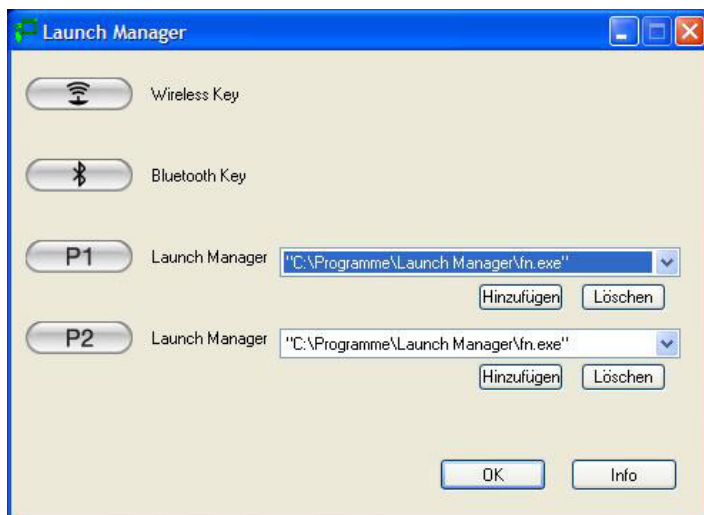 Launch Manager
Wireless Key
Bluetooth Key
P1 Launch Manager "C:\Programme\Launch Manager\fn.exe"
Hinzufügen Löschen
P2 Launch Manager "C:\Programme\Launch Manager\fn.exe"
Hinzufügen Löschen
OK Info